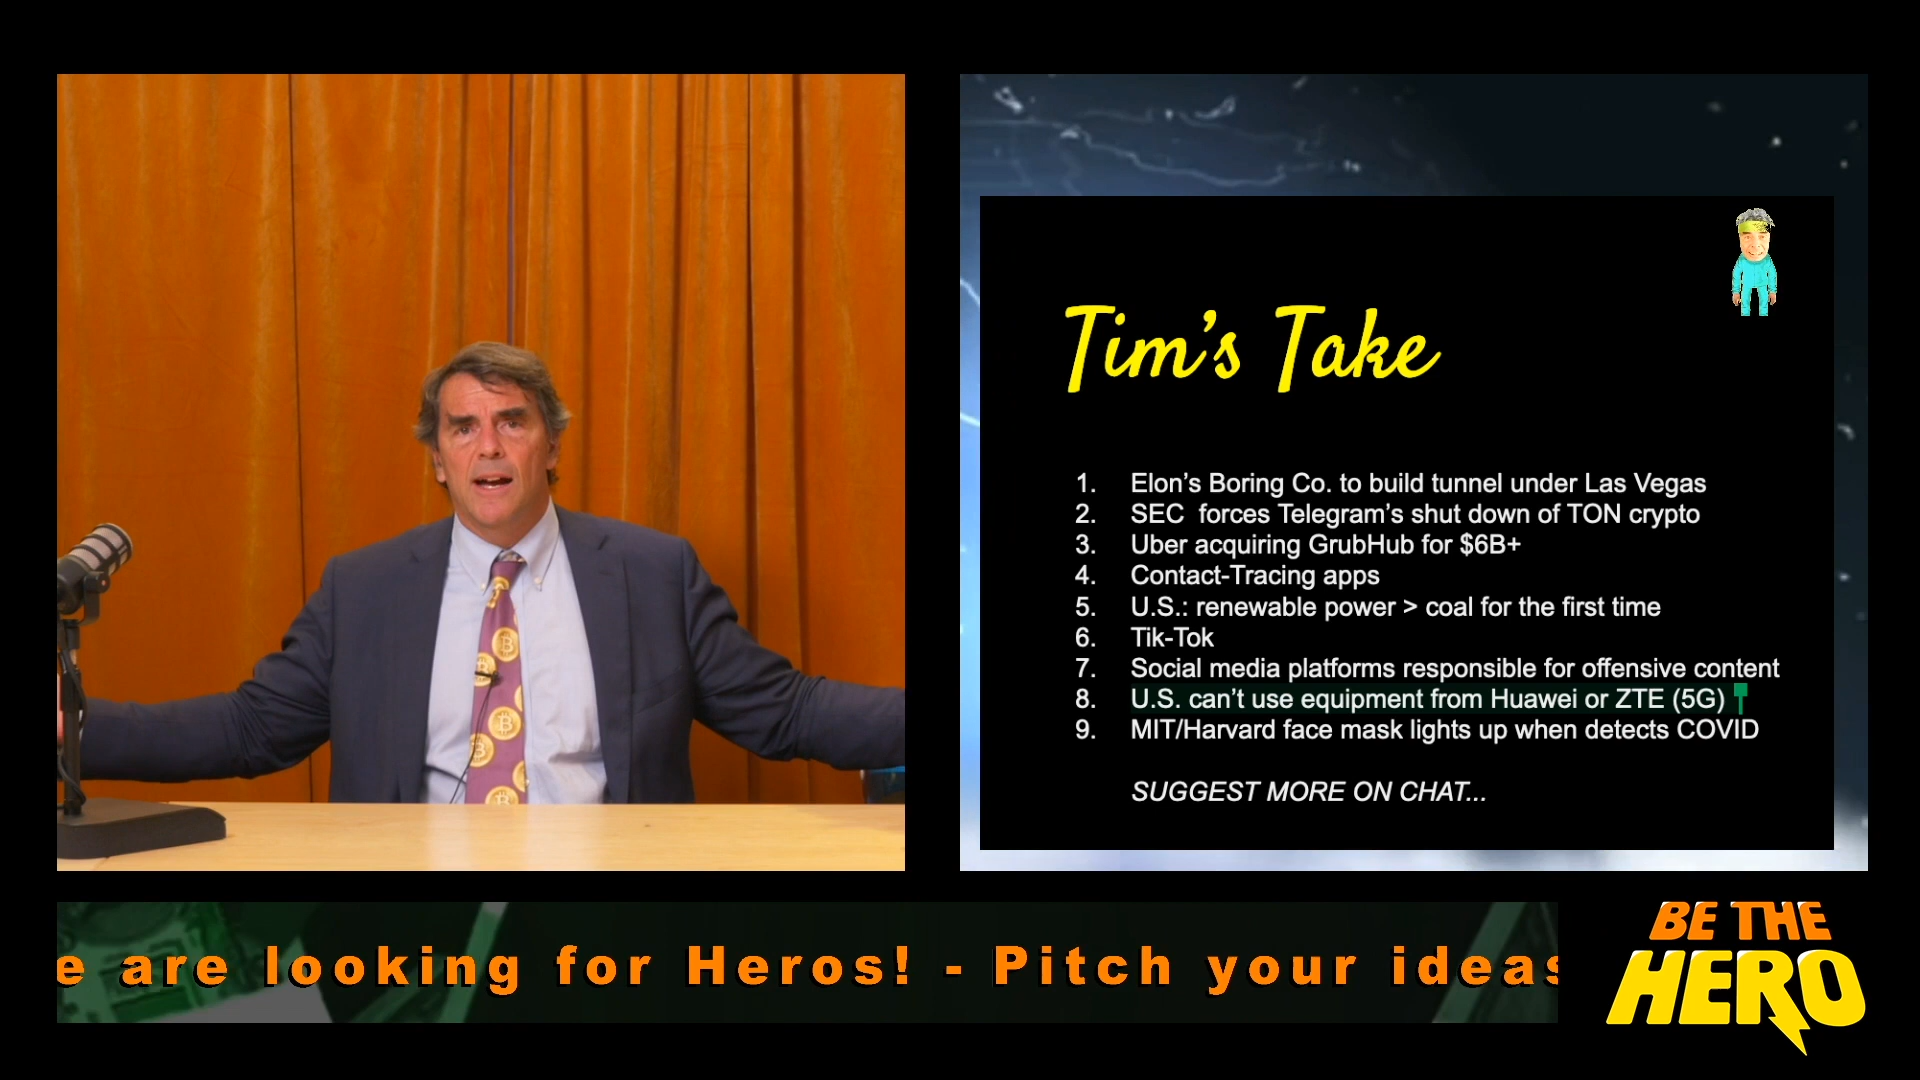 Tim's Take
1. Elon's Boring Co. to build tunnel under Las Vegas
2. SEC  forces Telegram's shut down of TON crypto
3. Uber acquiring GrubHub for $6B+
4. Contact-Tracing apps
5. U.S.: renewable power > coal for the first time
6. Tik-Tok
7. Social media platforms responsible for offensive content
8. U.S. can't use equipment from Huawei or ZTE (5G)
9. MIT/Harvard face mask lights up when detects COVID
SUGGEST MORE ON CHAT...
e are looking for Heros! - Pitch your ideas
BE THE
HERO